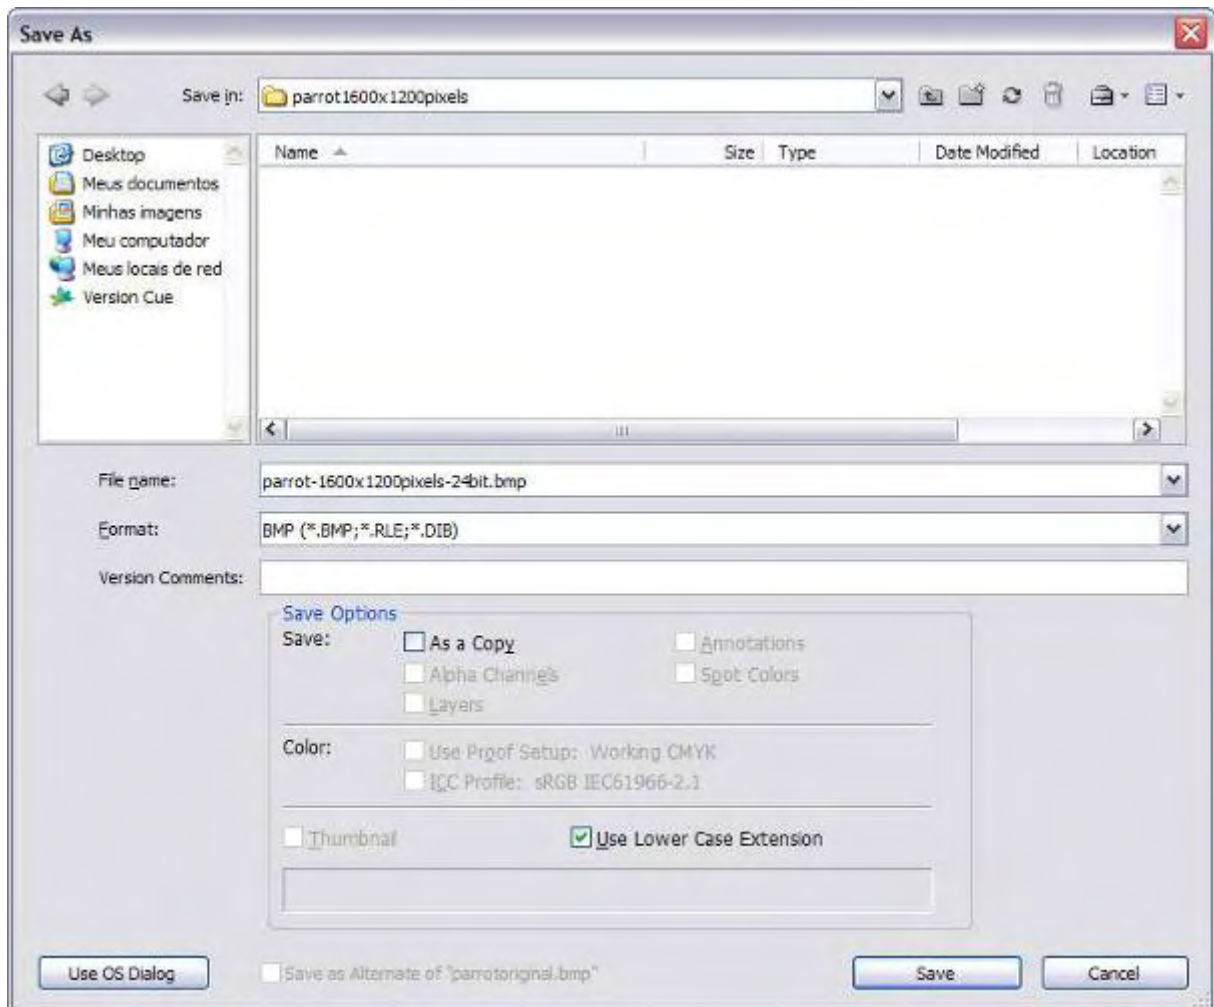 Save As
Save in: parrot1600x1200pixels
Desktop
Meus documentos
Minhas imagens
Meu computador
Meus locais de red
Version Cue
Name Size Type Date Modified Location
File name: parrot-1600x1200pixels-24bit.bmp
Format: BMP (*.BMP;*.RLE;*.DIB)
Version Comments:
Save Options
Save: As a Copy Annotations
Alpha Channels Spot Colors
Layers
Color: Use Proof Setup: Working CMYK
ICC Profile: sRGB IEC61966-2.1
Thumbnail Use Lower Case Extension
Use OS Dialog Save as Alternate of "parrotorignal.bmp" Save Cancel